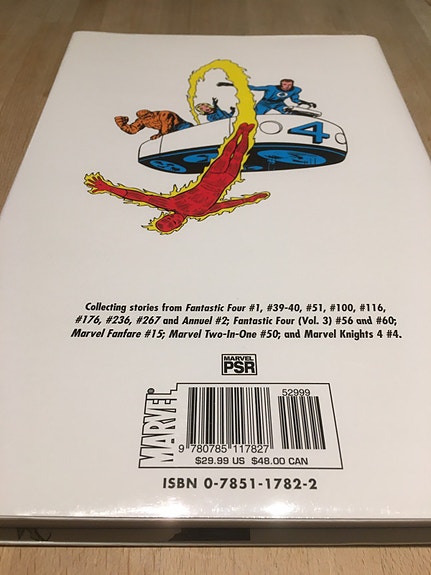 4
Collecting stories from Fantastic Four #1, #39-40, #51, #100, #116,
#176, #236, #267 and Annuel #2; Fantastic Four (Vol. 3) #56 and #60;
Marvel Fanfare #15; Marvel Two-In-One #50; and Marvel Knights 4 #4.
MARVEL
PSR
MARVEL®
52999
9 780785 117827
$29.99 US $48.00 CAN
ISBN 0-7851-1782-2